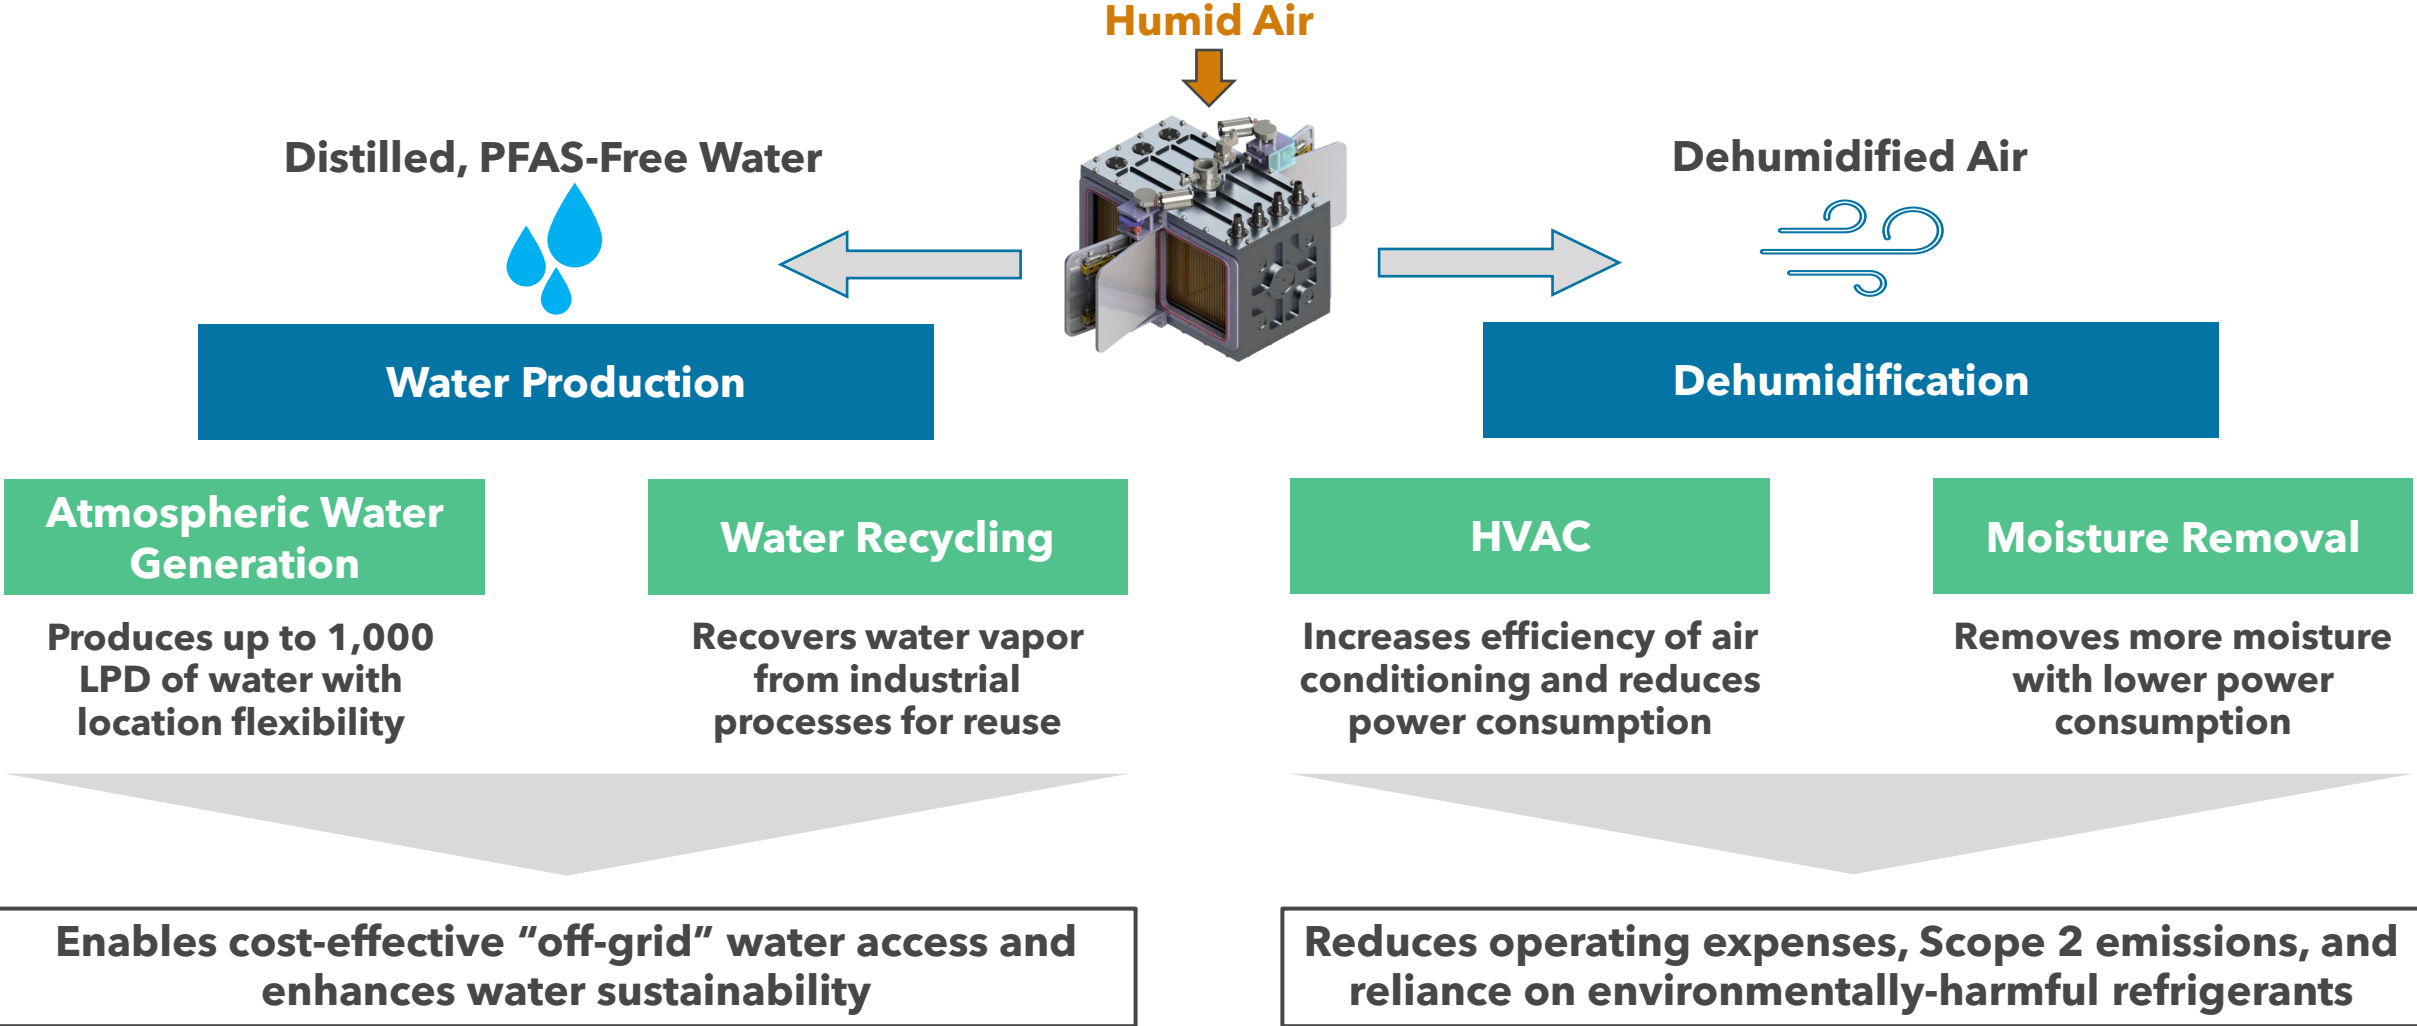 Humid Air
Distilled, PFAS-Free Water
Dehumidified Air
Water Production
Dehumidification
Atmospheric Water
Generation
Produces up to 1,000
LPD of water with
location flexibility
Water Recycling
Recovers water vapor
from industrial
processes for reuse
HVAC
Increases efficiency of air
conditioning and reduces
power consumption
Moisture Removal
Removes more moisture
with lower power
consumption
Enables cost-effective “off-grid” water access and
enhances water sustainability
Reduces operating expenses, Scope 2 emissions, and
reliance on environmentally-harmful refrigerants